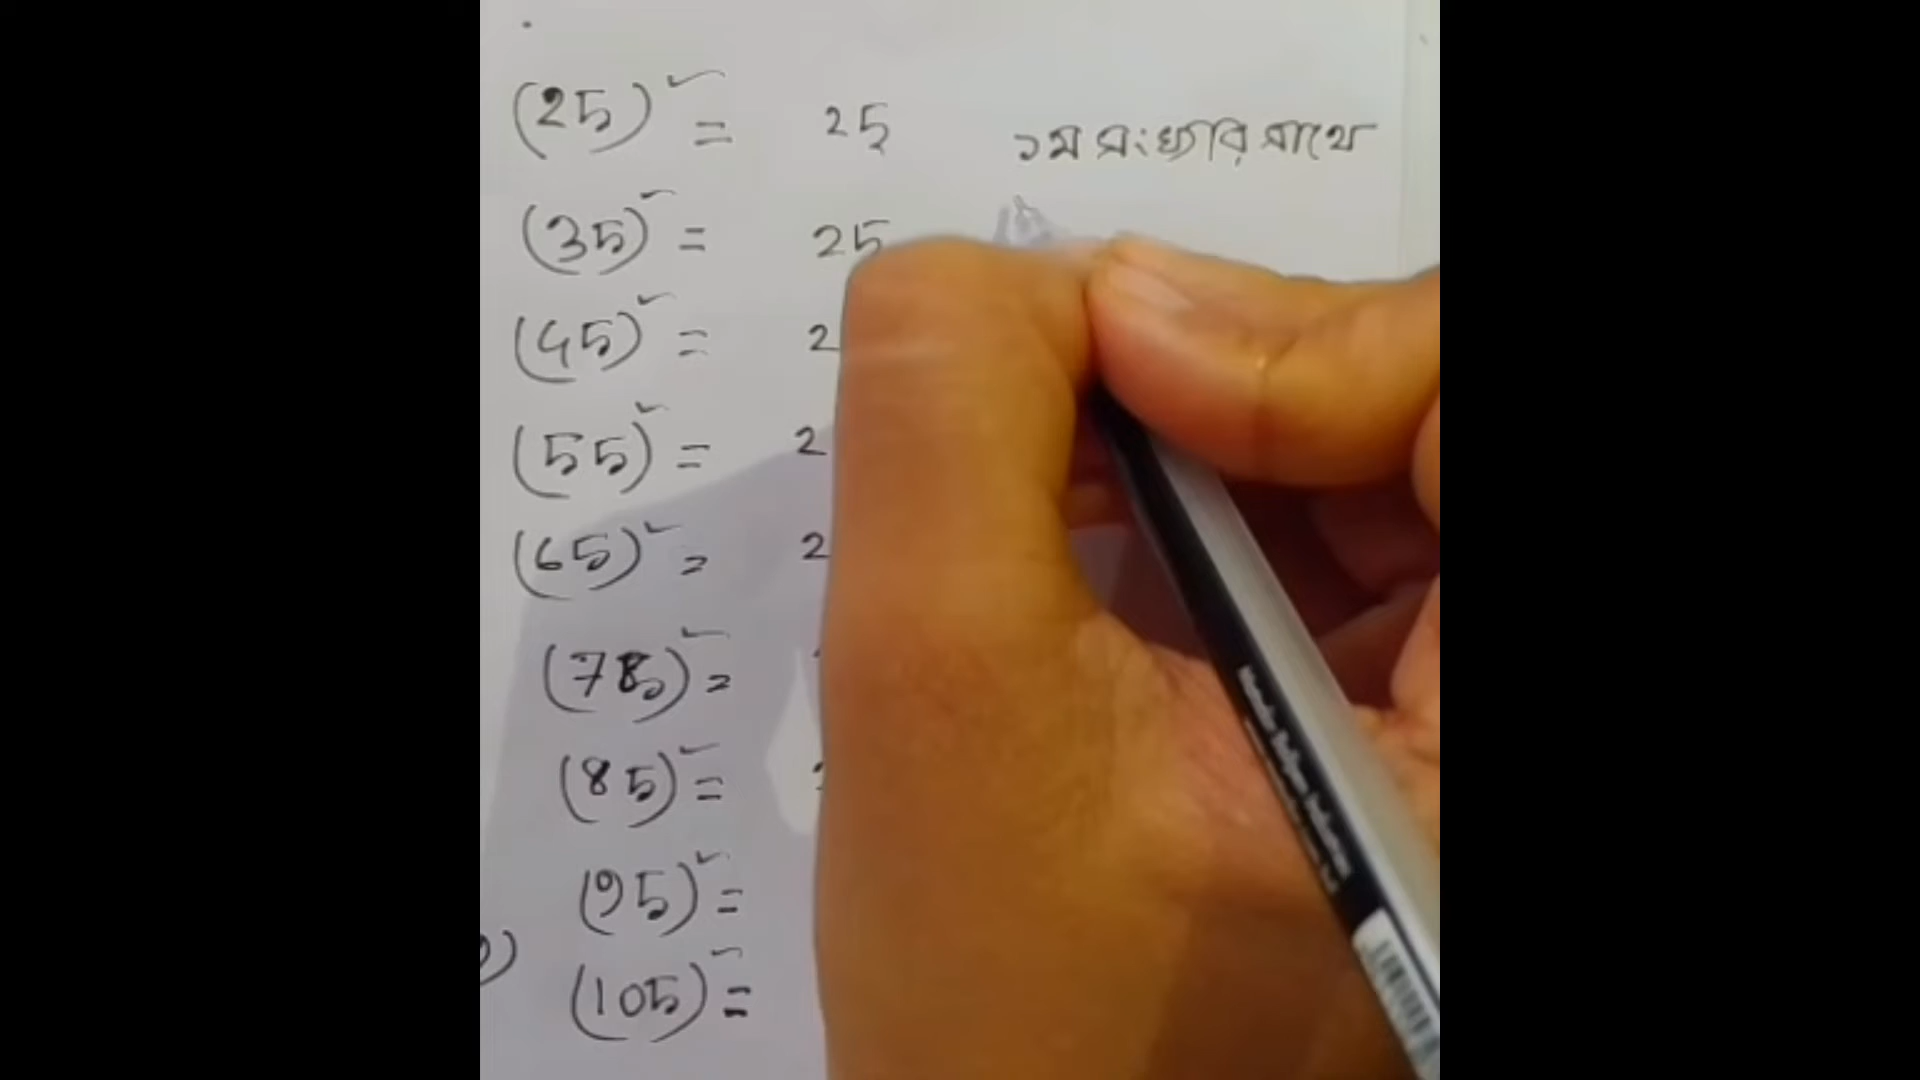 (25)² = 25 ১ম সংখ্যার সাথে
(35)² = 25
(45)² = 2
(55)² = 2
(65)² = 2
(75)² =
(85)² =
(95)² =
(105)² =